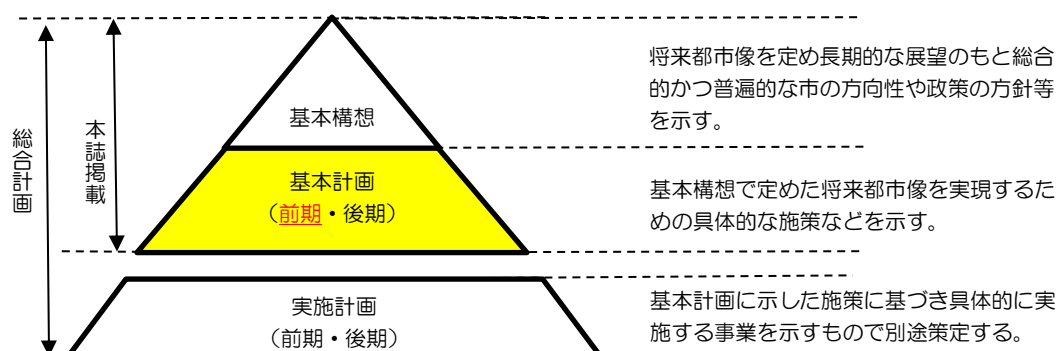 総合計画
本誌掲載
基本構想
将来都市像を定め長期的な展望のもと総合
的かつ普遍的な市の方向性や政策の方針等
を示す。
基本計画
（前期・後期）
基本構想で定めた将来都市像を実現するた
めの具体的な施策などを示す。
実施計画
（前期・後期）
基本計画に示した施策に基づき具体的に実
施する事業を示すもので別途策定する。